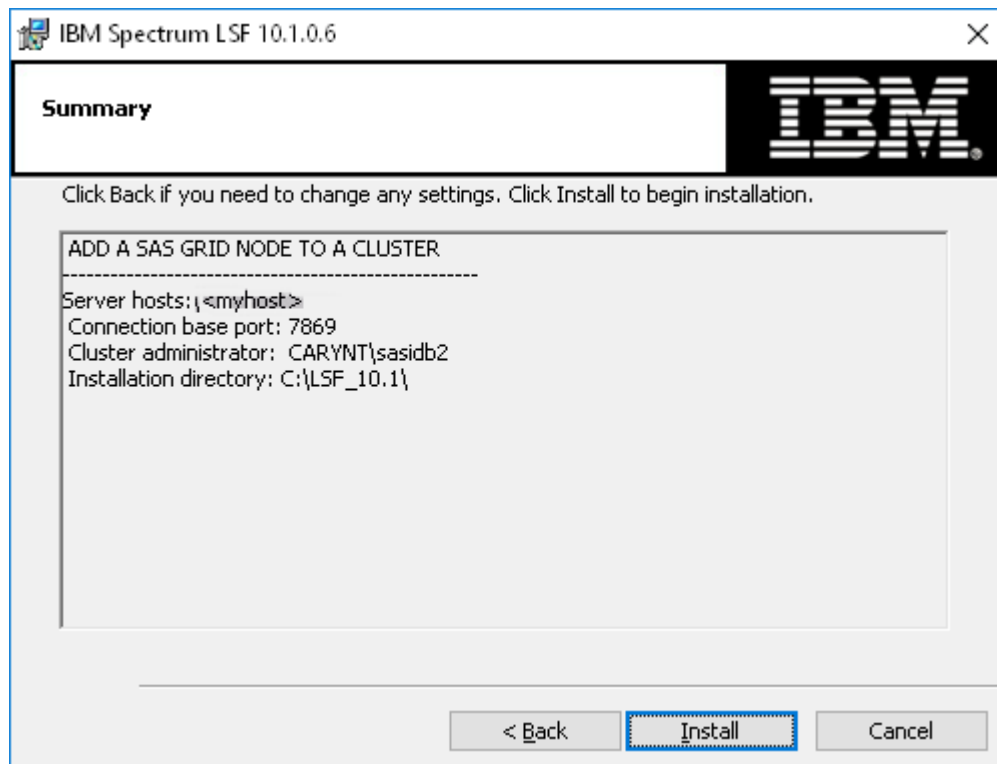 IBM Spectrum LSF 10.1.0.6
Summary
IBM®
Click Back if you need to change any settings. Click Install to begin installation.
ADD A SAS GRID NODE TO A CLUSTER
----------------------------------------------------
Server hosts: <myhost>
Connection base port: 7869
Cluster administrator:  CARYNT\sasidb2
Installation directory: C:\LSF_10.1\
< Back
Install
Cancel